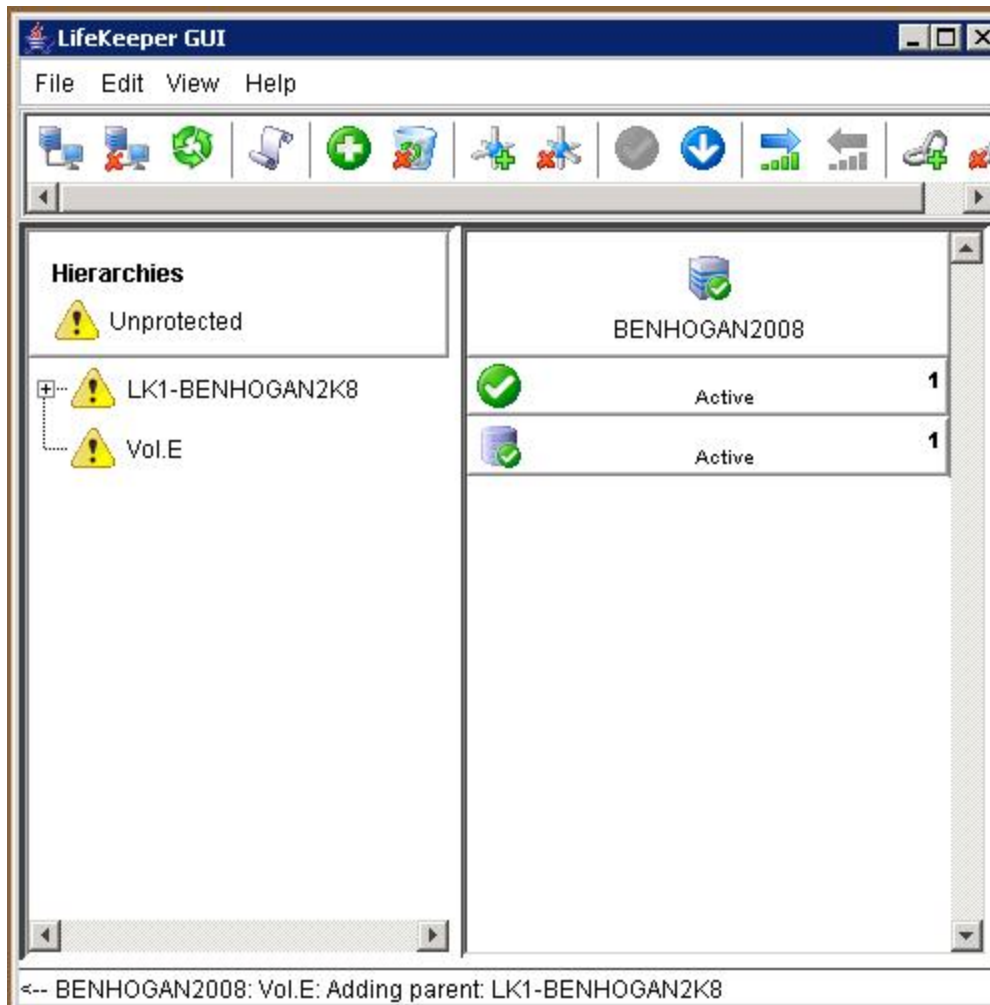 LifeKeeper GUI
File Edit View Help
Hierarchies
Unprotected
BENHOGAN2008
LK1-BENHOGAN2K8
Active 1
Vol.E
Active 1
<-- BENHOGAN2008: Vol.E: Adding parent: LK1-BENHOGAN2K8